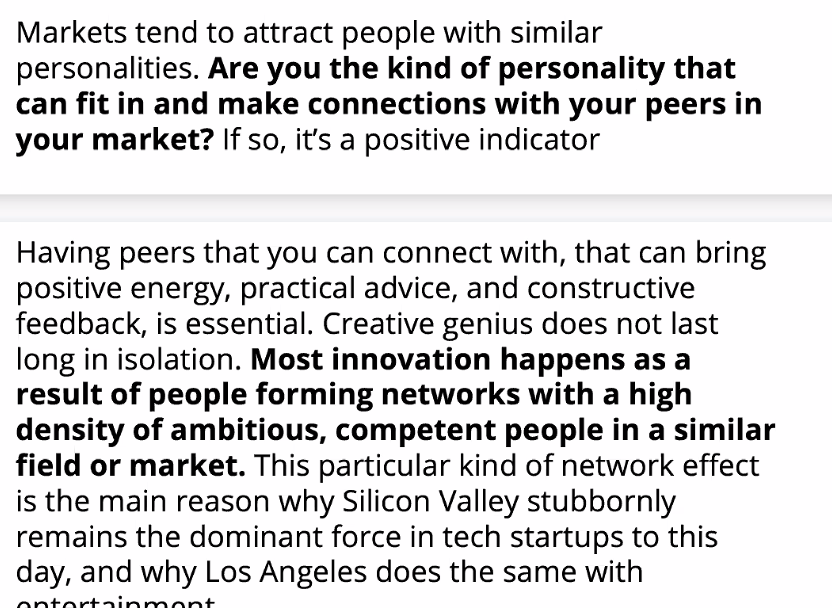 Markets tend to attract people with similar
personalities. Are you the kind of personality that
can fit in and make connections with your peers in
your market? If so, it's a positive indicator
Having peers that you can connect with, that can bring
positive energy, practical advice, and constructive
feedback, is essential. Creative genius does not last
long in isolation. Most innovation happens as a
result of people forming networks with a high
density of ambitious, competent people in a similar
field or market. This particular kind of network effect
is the main reason why Silicon Valley stubbornly
remains the dominant force in tech startups to this
day, and why Los Angeles does the same with
entertainment